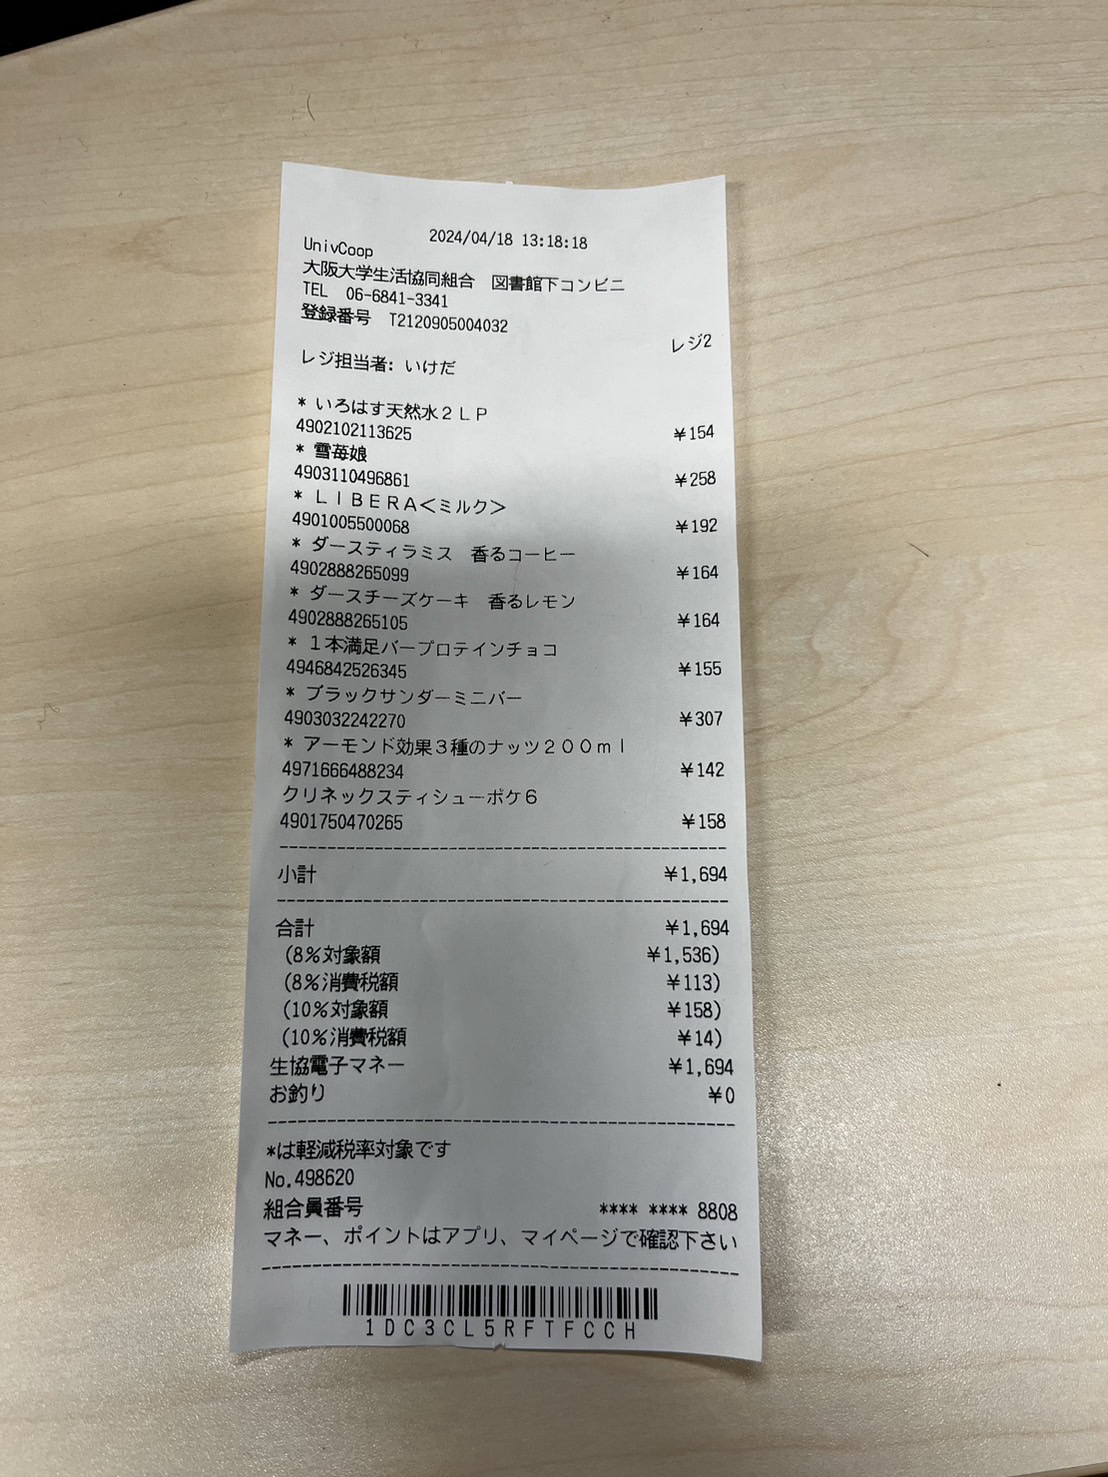 2024/04/18 13:18:18
UnivCoop
大阪大学生活協同組合　図書館下コンビニ
TEL　06-6841-3341
登録番号　T2120905004032
レジ2
レジ担当者: いけだ
* いろはす天然水２ＬＰ
4902102113625 ¥154
* 雪苺娘
4903110496861 ¥258
* ＬＩＢＥＲＡ＜ミルク＞
4901005500068 ¥192
* ダースティラミス　香るコーヒー
4902888265099 ¥164
* ダースチーズケーキ　香るレモン
4902888265105 ¥164
* １本満足バープロテインチョコ
4946842526345 ¥155
* ブラックサンダーミニバー
4903032242270 ¥307
* アーモンド効果３種のナッツ２００ｍｌ
4971666488234 ¥142
クリネックスティシューポケ６
4901750470265 ¥158
小計 ¥1,694
合計 ¥1,694
(8%対象額 ¥1,536)
(8%消費税額 ¥113)
(10%対象額 ¥158)
(10%消費税額 ¥14)
生協電子マネー ¥1,694
お釣り ¥0
*は軽減税率対象です
No.498620
組合員番号 **** **** 8808
マネー、ポイントはアプリ、マイページで確認下さい
1DC3CL5RFTFCCH